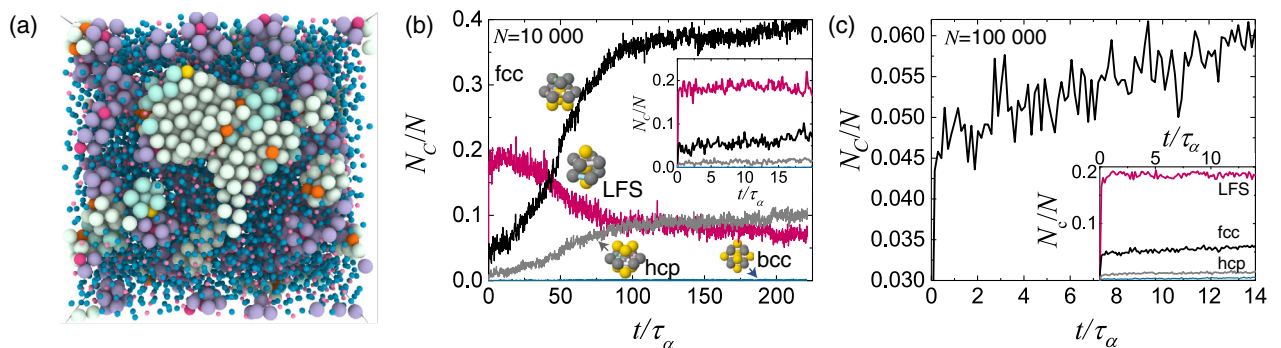 (a)
(b)
0.4
0.3
0.2
0.1
0.0
N_C/N
N=10 000
fcc
LFS
hcp
bcc
0.2
0.1
0.0
N_C/N
0 5 10 15 20
t/τ_α
0 50 100 150 200
t/τ_α
(c)
0.060
0.055
0.050
0.045
0.040
0.035
0.030
N_C/N
N=100 000
t/τ_α
0 5 10
0.2
LFS
0.1
fcc
hcp
N_c/N
0 2 4 6 8 10 12 14
t/τ_α